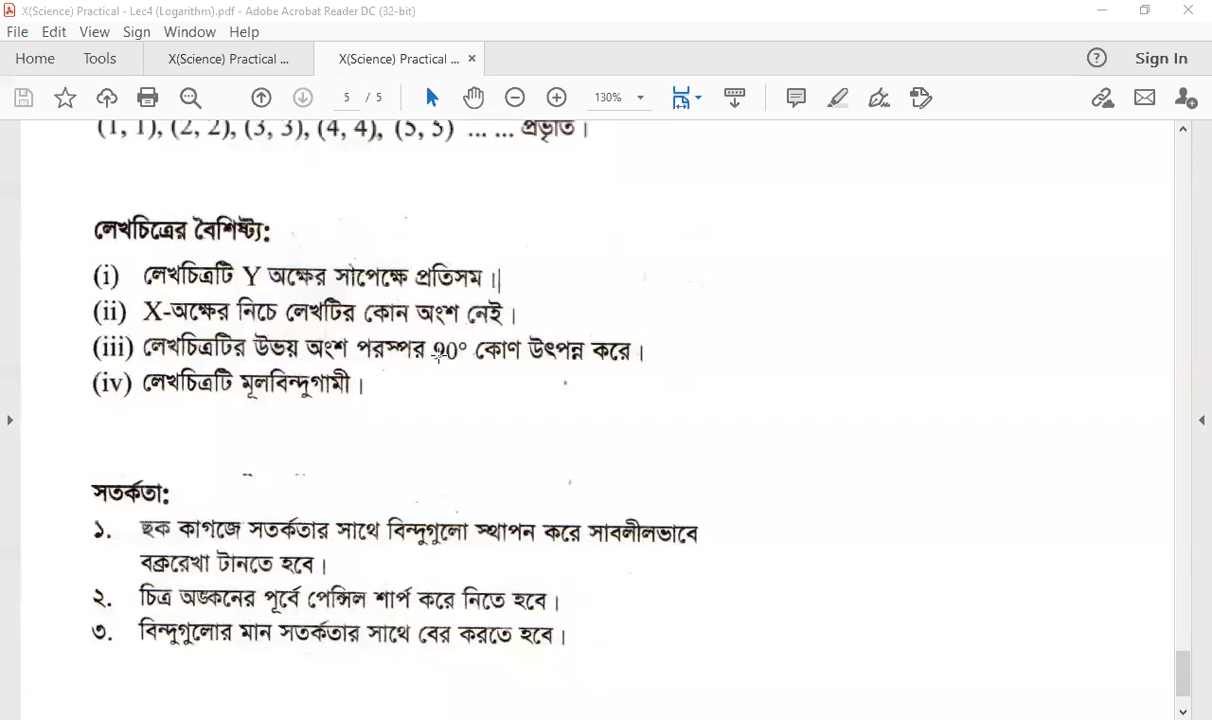 X(Science) Practical - Lec4 (Logarithm).pdf - Adobe Acrobat Reader DC (32-bit)
File Edit View Sign Window Help
Home Tools X(Science) Practical ... X(Science) Practical ... × Sign In
5 / 5 130%
(1, 1), (2, 2), (3, 3), (4, 4), (5, 5) ... ... প্রভৃতি।
লেখচিত্রের বৈশিষ্ট্য:
(i) লেখচিত্রটি Y অক্ষের সাপেক্ষে প্রতিসম।
(ii) X-অক্ষের নিচে লেখটির কোন অংশ নেই।
(iii) লেখচিত্রটির উভয় অংশ পরস্পর 90° কোণ উৎপন্ন করে।
(iv) লেখচিত্রটি মূলবিন্দুগামী।
সতর্কতা:
১. ছক কাগজে সতর্কতার সাথে বিন্দুগুলো স্থাপন করে সাবলীলভাবে
বক্ররেখা টানতে হবে।
২. চিত্র অঙ্কনের পূর্বে পেন্সিল শার্প করে নিতে হবে।
৩. বিন্দুগুলোর মান সতর্কতার সাথে বের করতে হবে।